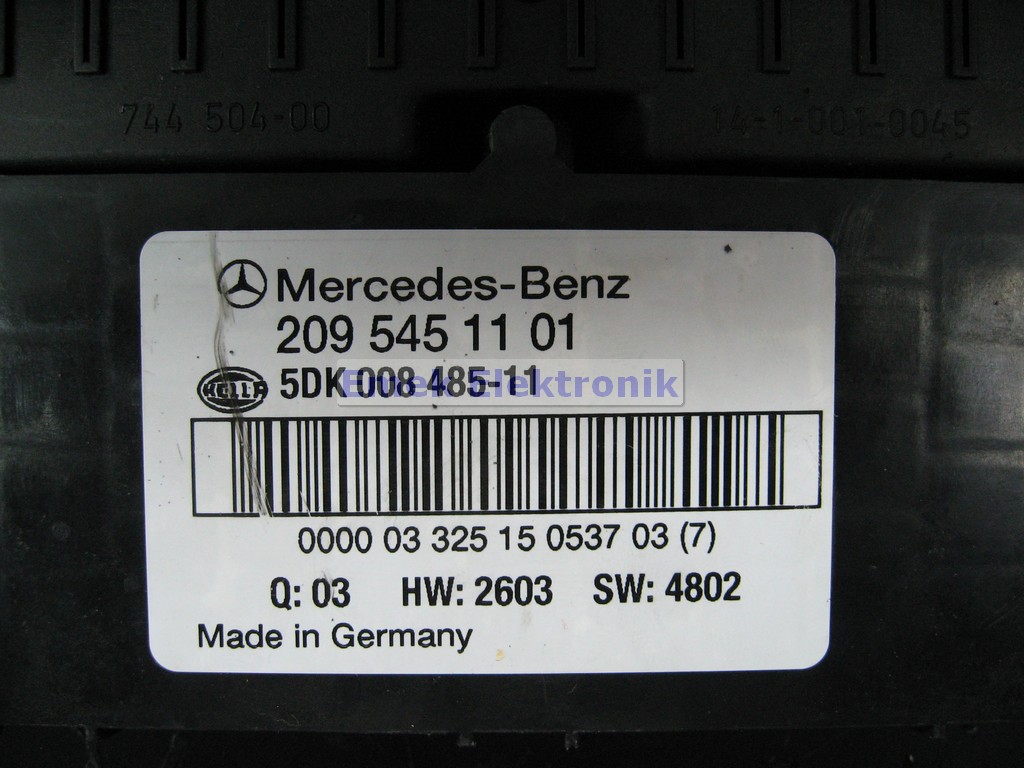 744 504-00
14-1-001-0045
Mercedes-Benz
209 545 11 01
HELLA
5DK 008 485-11
Emek Elektronik
0000 03 325 15 0537 03 (7)
Q: 03 HW: 2603 SW: 4802
Made in Germany